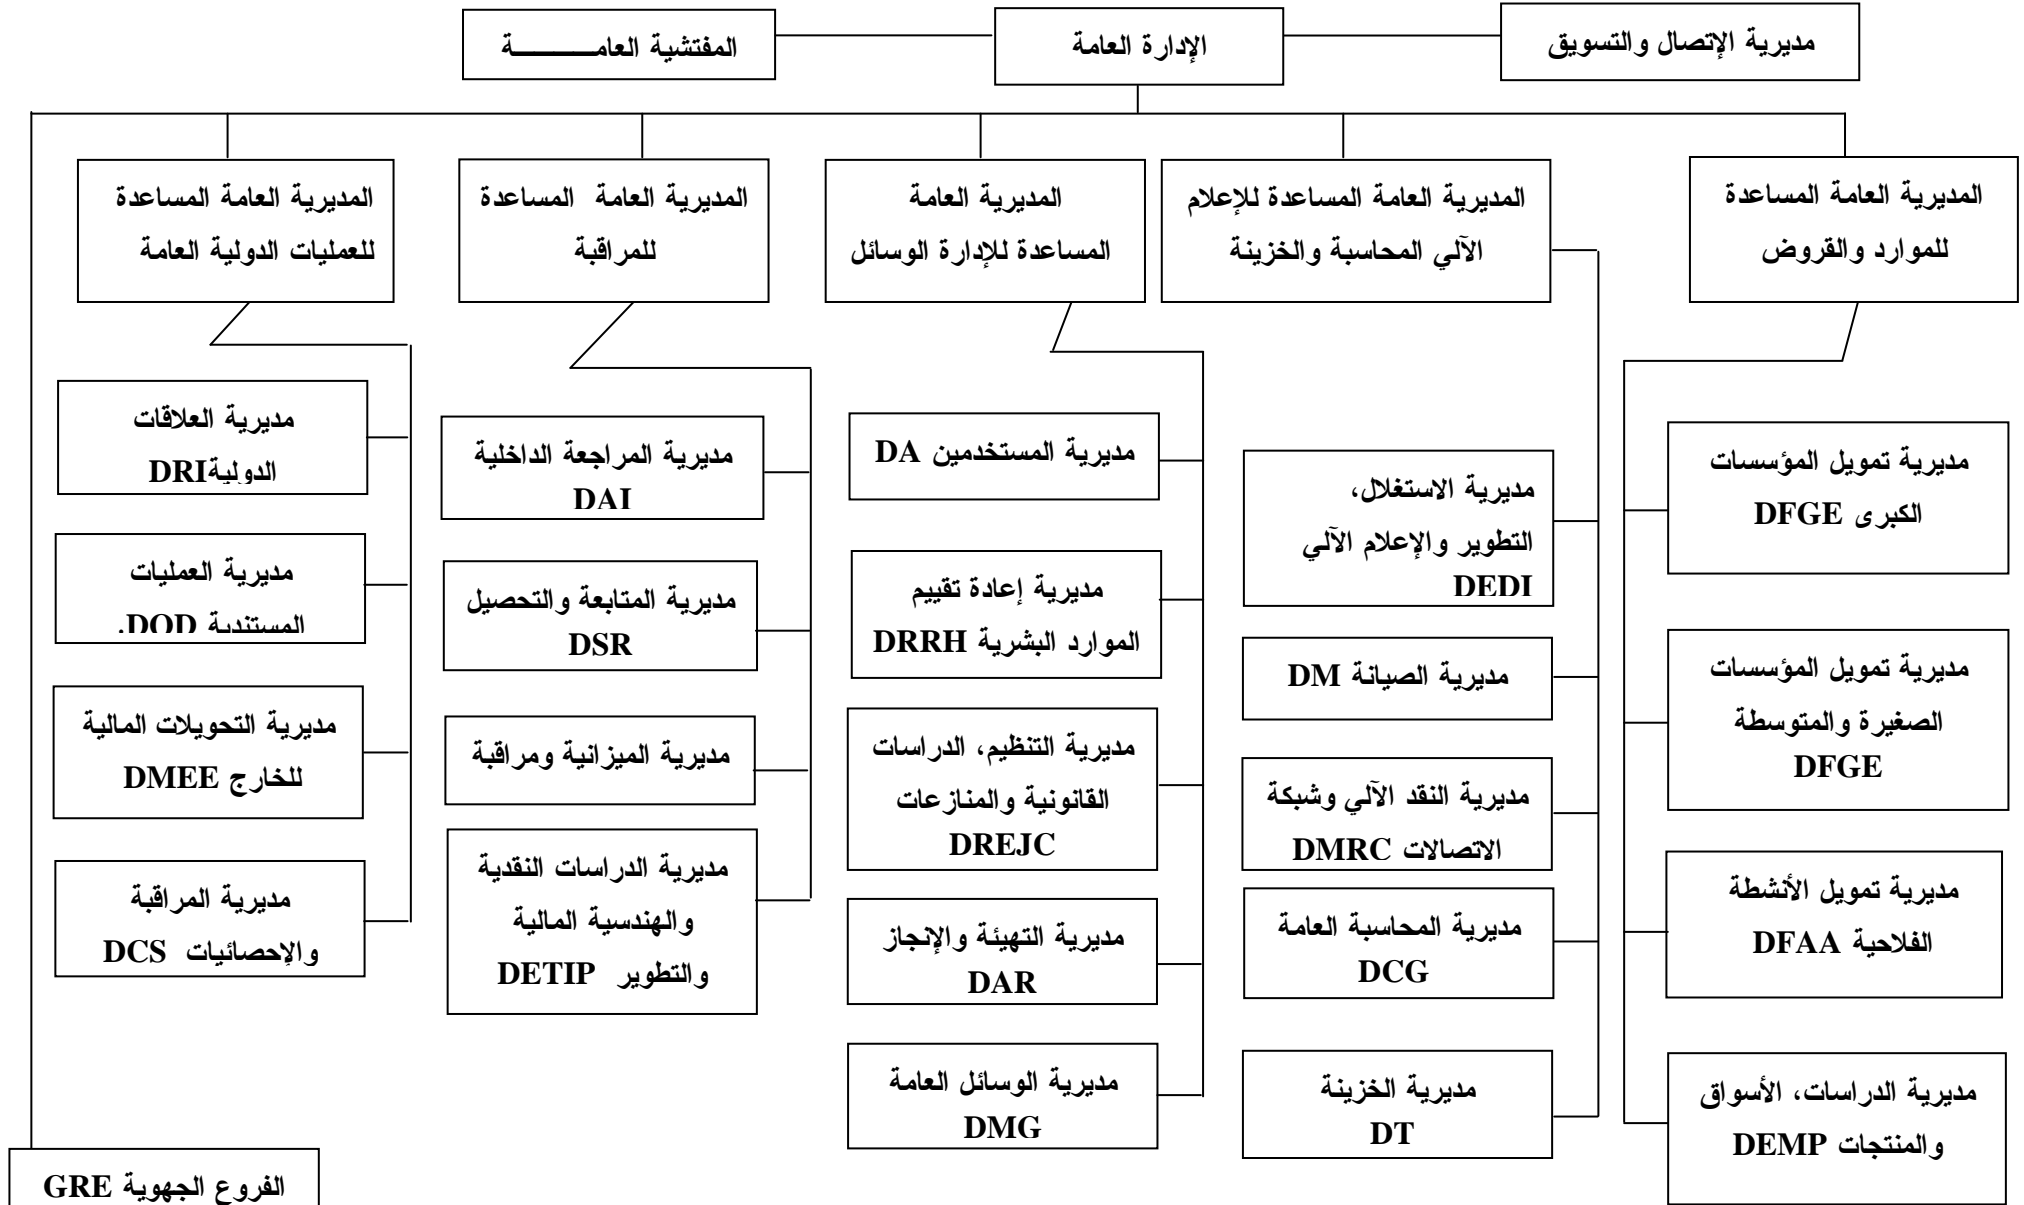 مديرية الإتصال والتسويق
الإدارة العامة
المفتشية العامــــــــــة
المديرية العامة المساعدة
للموارد والقروض
المديرية العامة المساعدة للإعلام
الآلي المحاسبة والخزينة
المديرية العامة
المساعدة للإدارة الوسائل
المديرية العامة المساعدة
للمراقبة
المديرية العامة المساعدة
للعمليات الدولية العامة
مديرية تمويل المؤسسات
الكبرى DFGE
مديرية تمويل المؤسسات
الصغيرة والمتوسطة
DFGE
مديرية تمويل الأنشطة
الفلاحية DFAA
مديرية الدراسات، الأسواق
والمنتجات DEMP
مديرية الاستغلال،
التطوير والإعلام الآلي
DEDI
مديرية الصيانة DM
مديرية النقد الآلي وشبكة
الاتصالات DMRC
مديرية المحاسبة العامة
DCG
مديرية الخزينة
DT
مديرية المستخدمين DA
مديرية إعادة تقييم
الموارد البشرية DRRH
مديرية التنظيم، الدراسات
القانونية والمنازعات
DREJC
مديرية التهيئة والإنجاز
DAR
مديرية الوسائل العامة
DMG
مديرية المراجعة الداخلية
DAI
مديرية المتابعة والتحصيل
DSR
مديرية الميزانية ومراقبة
مديرية الدراسات النقدية
والهندسية المالية
والتطوير DETIP
مديرية العلاقات
الدولية DRI
مديرية العمليات
المستندية DOD.
مديرية التحويلات المالية
للخارج DMEE
مديرية المراقبة
والإحصائيات DCS
الفروع الجهوية GRE